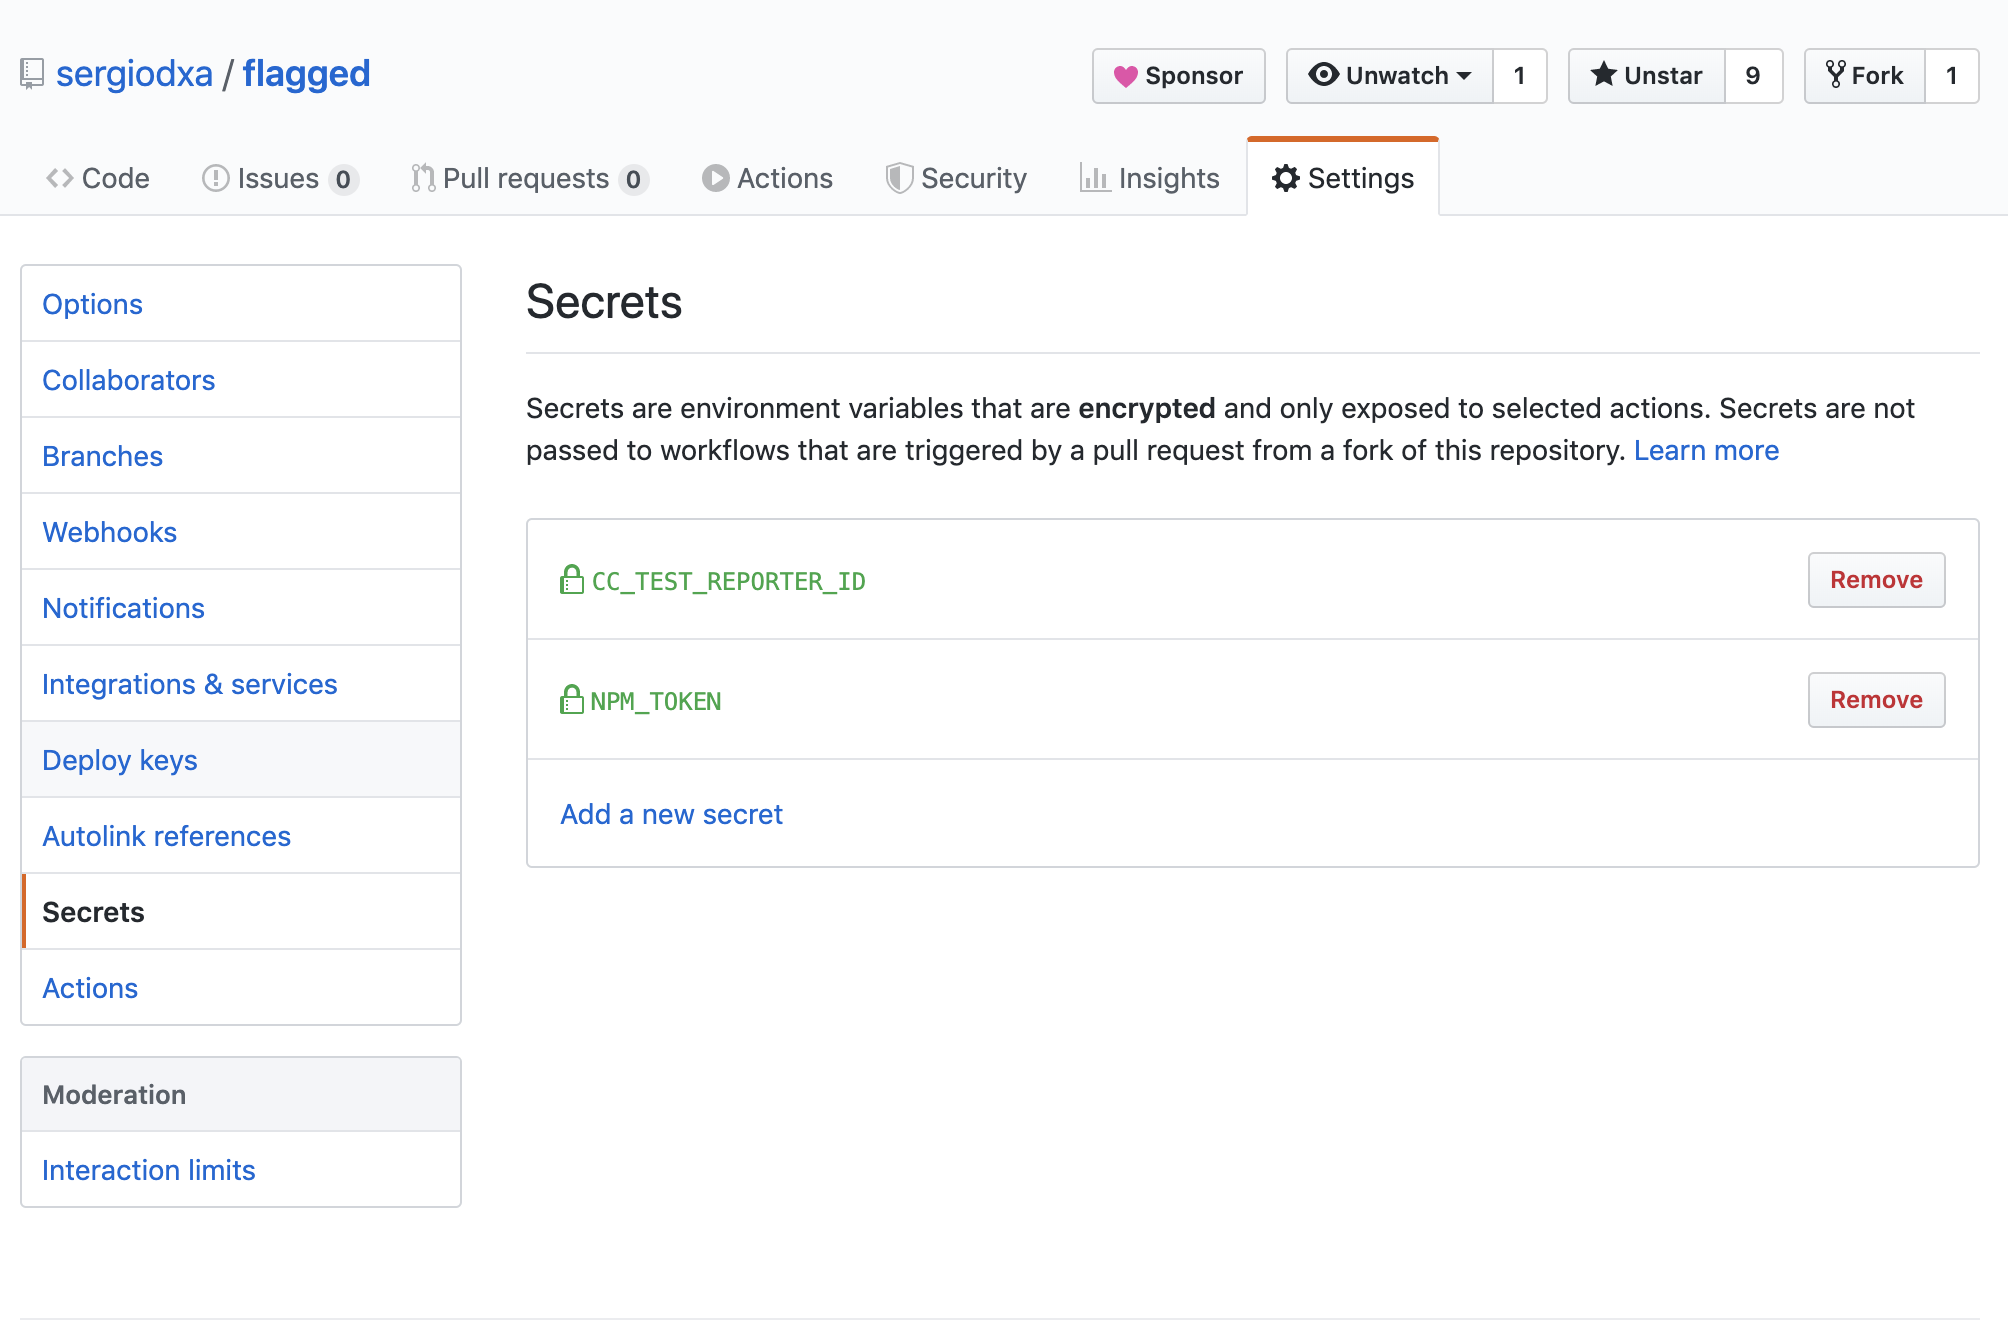 sergiodxa / flagged
Sponsor
Unwatch 1
Unstar 9
Fork 1
Code
Issues 0
Pull requests 0
Actions
Security
Insights
Settings
Options
Collaborators
Branches
Webhooks
Notifications
Integrations & services
Deploy keys
Autolink references
Secrets
Actions
Moderation
Interaction limits
Secrets
Secrets are environment variables that are encrypted and only exposed to selected actions. Secrets are not
passed to workflows that are triggered by a pull request from a fork of this repository. Learn more
CC_TEST_REPORTER_ID
Remove
NPM_TOKEN
Remove
Add a new secret